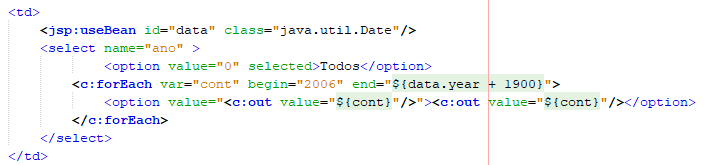 <td>
<jsp:useBean id="data" class="java.util.Date"/>
<select name="ano" >
<option value="0" selected>Todos</option>
<c:forEach var="cont" begin="2006" end="${data.year + 1900}">
<option value="<c:out value="${cont}"/>"><c:out value="${cont}"/></option>
</c:forEach>
</select>
</td>